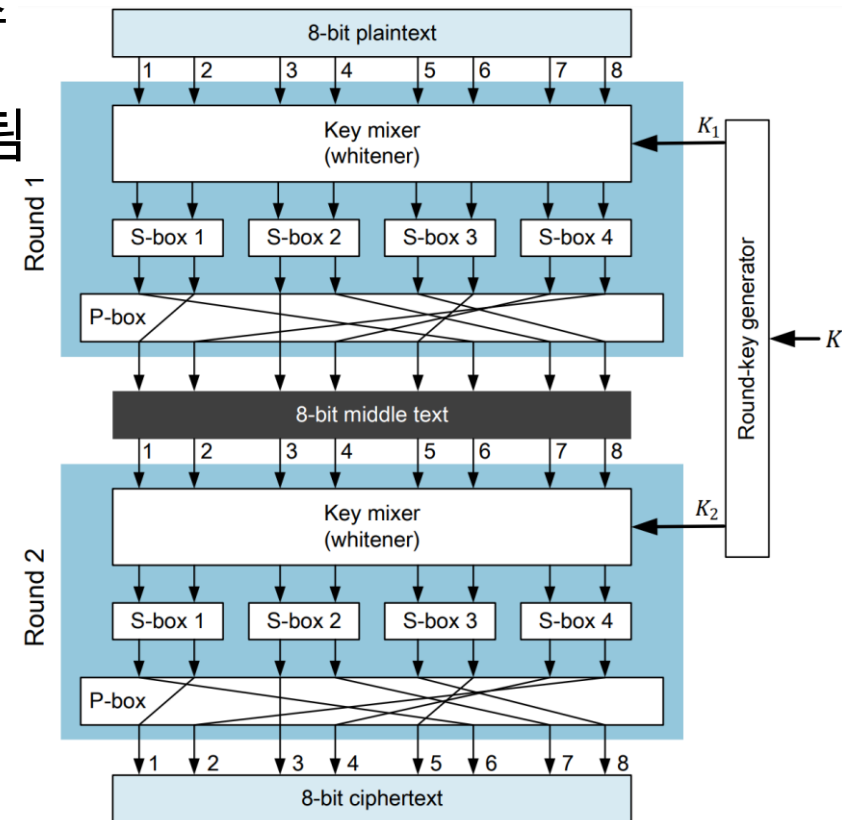 8-bit plaintext
1 2 3 4 5 6 7 8
Key mixer
(whitener)
K₁
Round 1
S-box 1 S-box 2 S-box 3 S-box 4
P-box
Round-key generator
K
8-bit middle text
1 2 3 4 5 6 7 8
Key mixer
(whitener)
K₂
Round 2
S-box 1 S-box 2 S-box 3 S-box 4
P-box
1 2 3 4 5 6 7 8
8-bit ciphertext